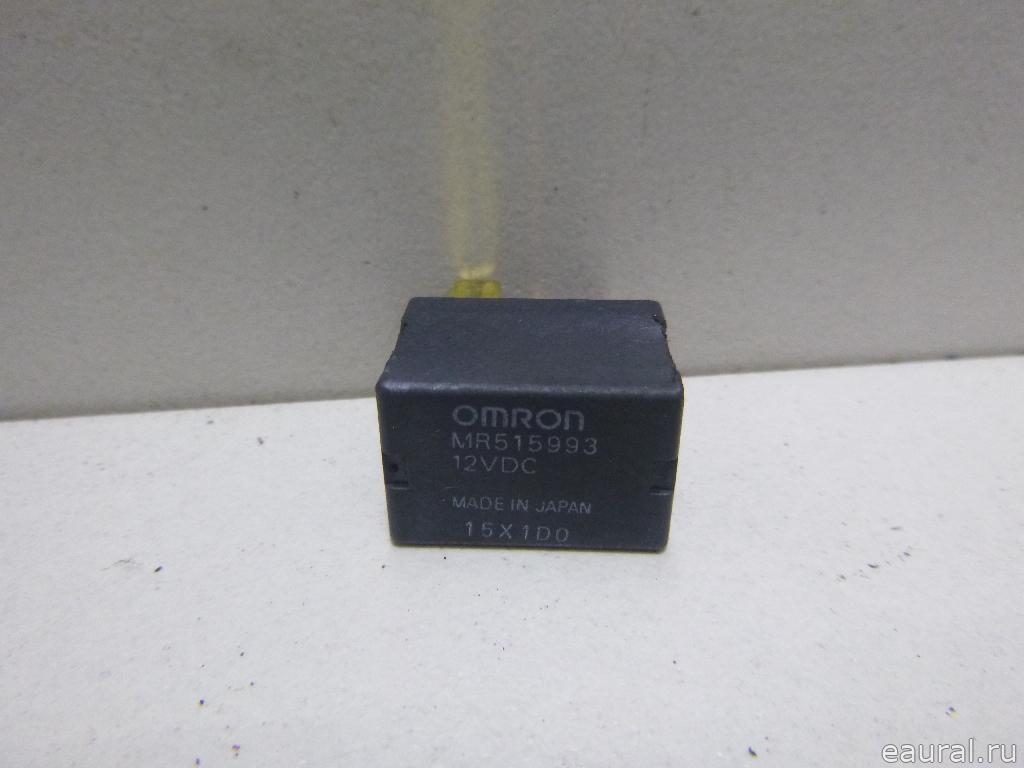 OMRON
MR515993
12VDC
MADE IN JAPAN
15X1D0
eaural.ru